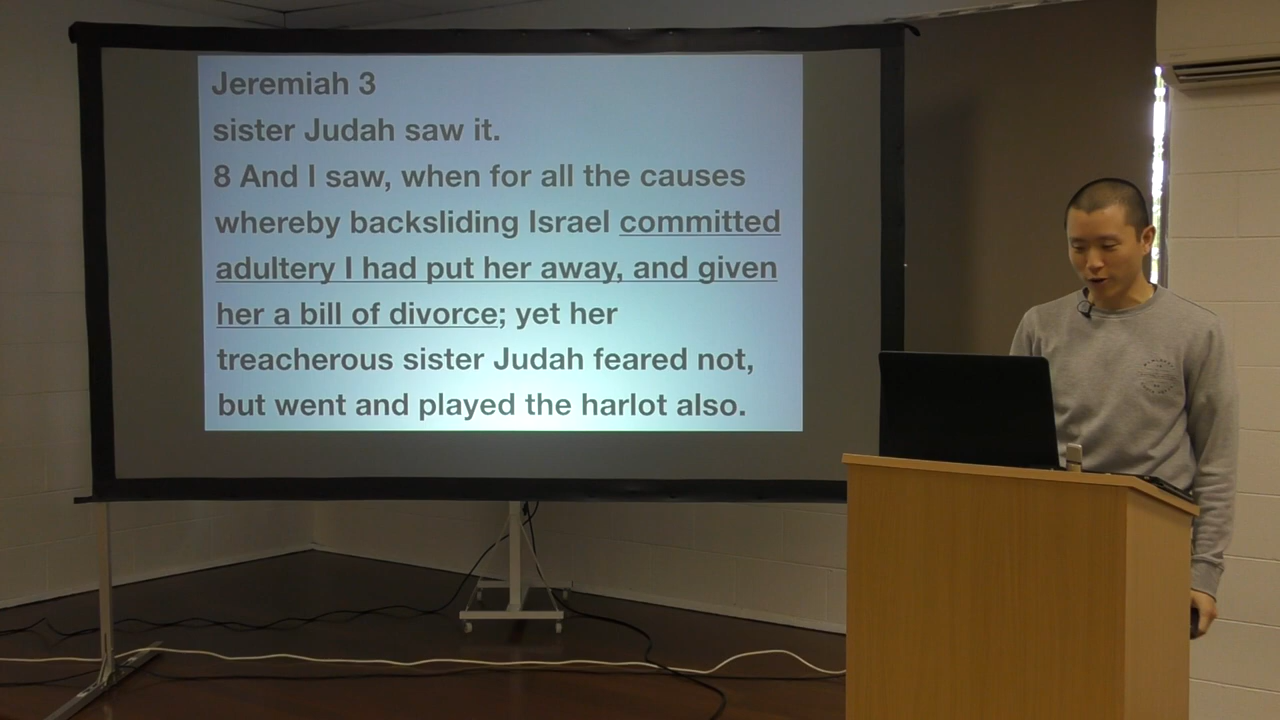 Jeremiah 3
sister Judah saw it.
8 And I saw, when for all the causes
whereby backsliding Israel committed
adultery I had put her away, and given
her a bill of divorce; yet her
treacherous sister Judah feared not,
but went and played the harlot also.